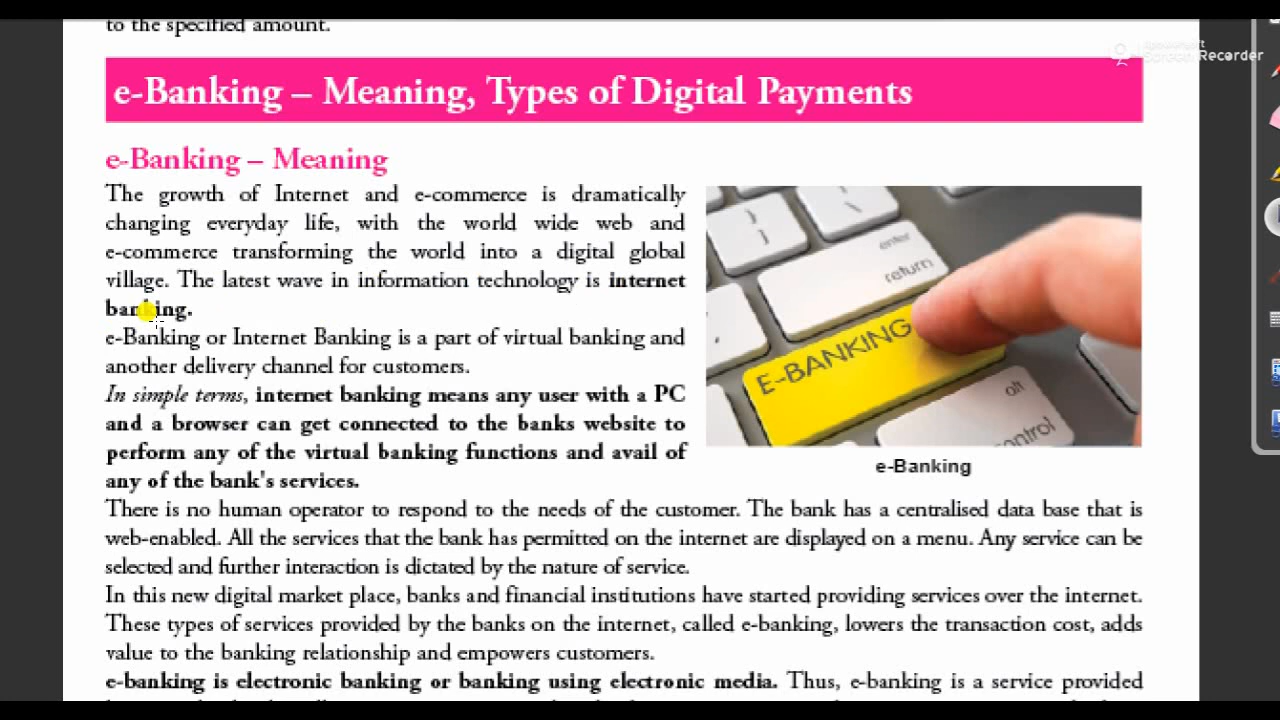 to the specified amount.
Screen Recorder
e-Banking – Meaning, Types of Digital Payments
e-Banking – Meaning
The growth of Internet and e-commerce is dramatically
changing everyday life, with the world wide web and
e-commerce transforming the world into a digital global
village. The latest wave in information technology is internet
banking.
e-Banking or Internet Banking is a part of virtual banking and
another delivery channel for customers.
In simple terms, internet banking means any user with a PC
and a browser can get connected to the banks website to
perform any of the virtual banking functions and avail of
any of the bank's services.
enter
return
E-BANKING
alt
control
e-Banking
There is no human operator to respond to the needs of the customer. The bank has a centralised data base that is
web-enabled. All the services that the bank has permitted on the internet are displayed on a menu. Any service can be
selected and further interaction is dictated by the nature of service.
In this new digital market place, banks and financial institutions have started providing services over the internet.
These types of services provided by the banks on the internet, called e-banking, lowers the transaction cost, adds
value to the banking relationship and empowers customers.
e-banking is electronic banking or banking using electronic media. Thus, e-banking is a service provided